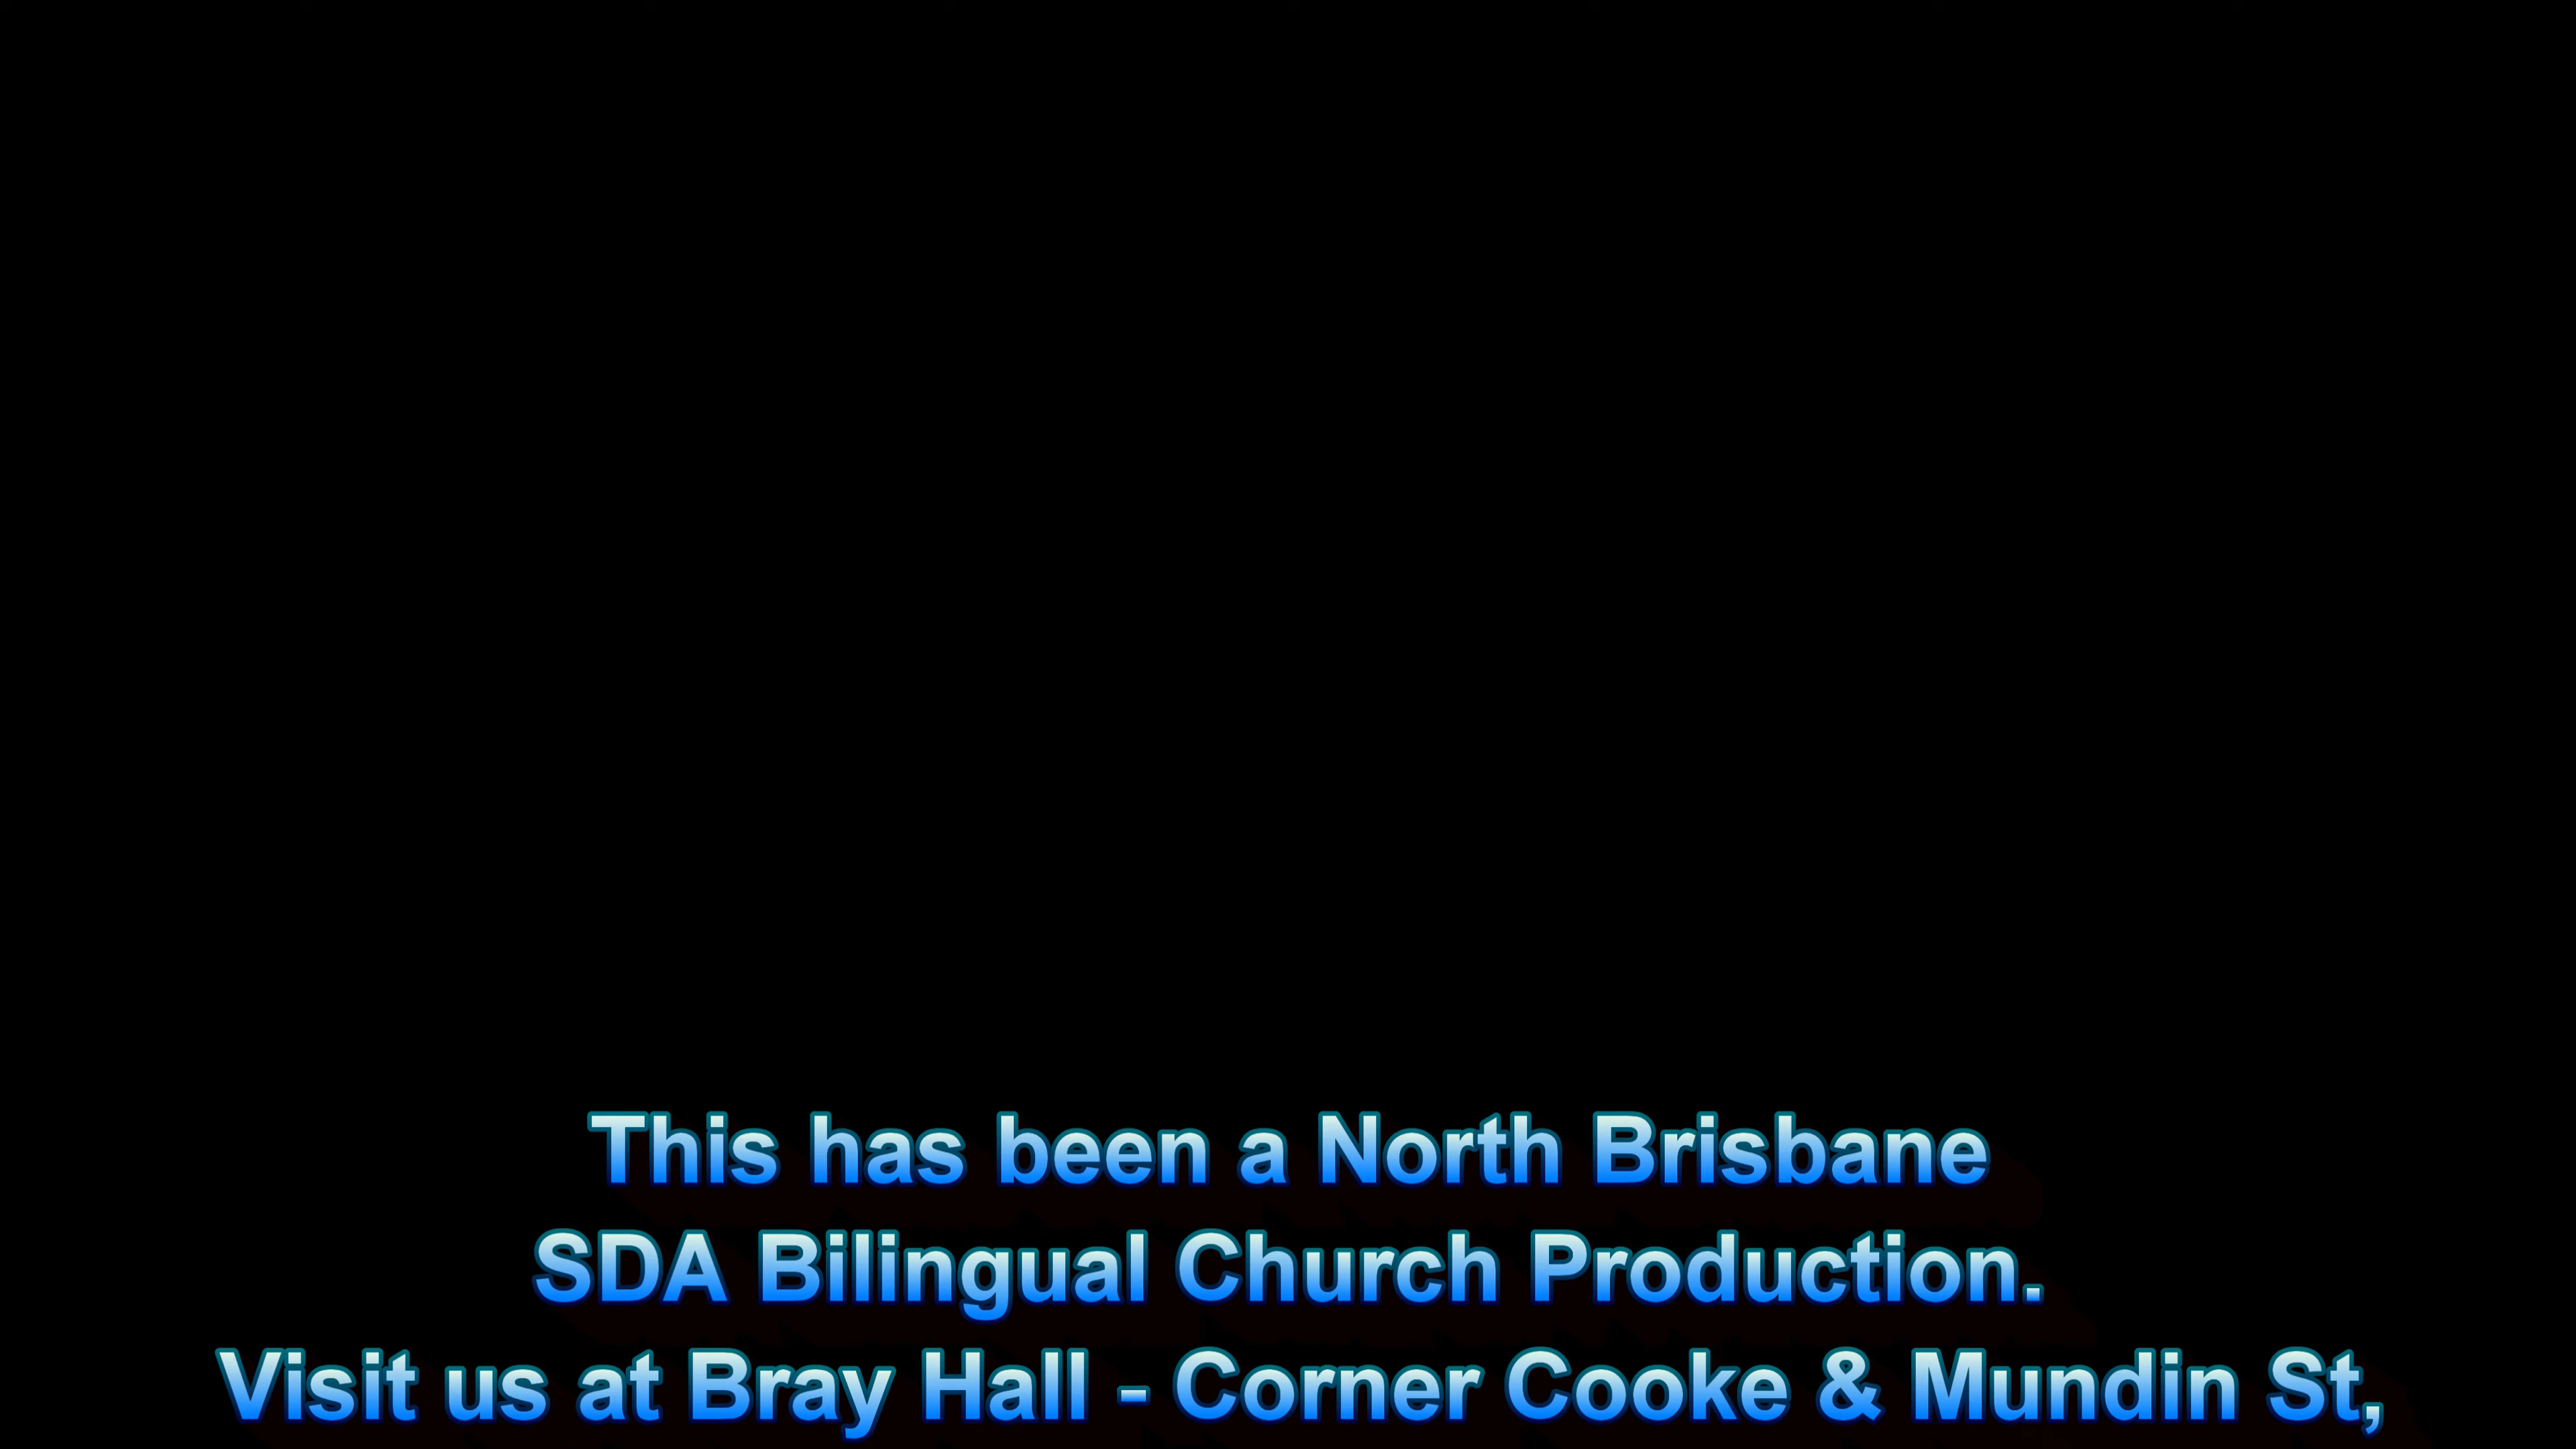 This has been a North Brisbane
SDA Bilingual Church Production.
Visit us at Bray Hall - Corner Cooke & Mundin St,